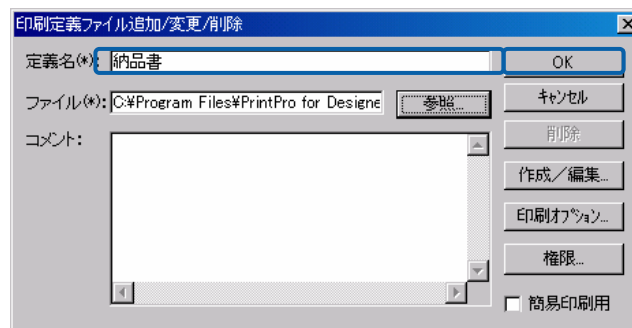 印刷定義ファイル追加/変更/削除
定義名(*): 納品書
OK
ファイル(*): C:¥Program Files¥PrintPro for Designe
参照...
キャンセル
コメント:
削除
作成／編集...
印刷オプション...
権限...
簡易印刷用